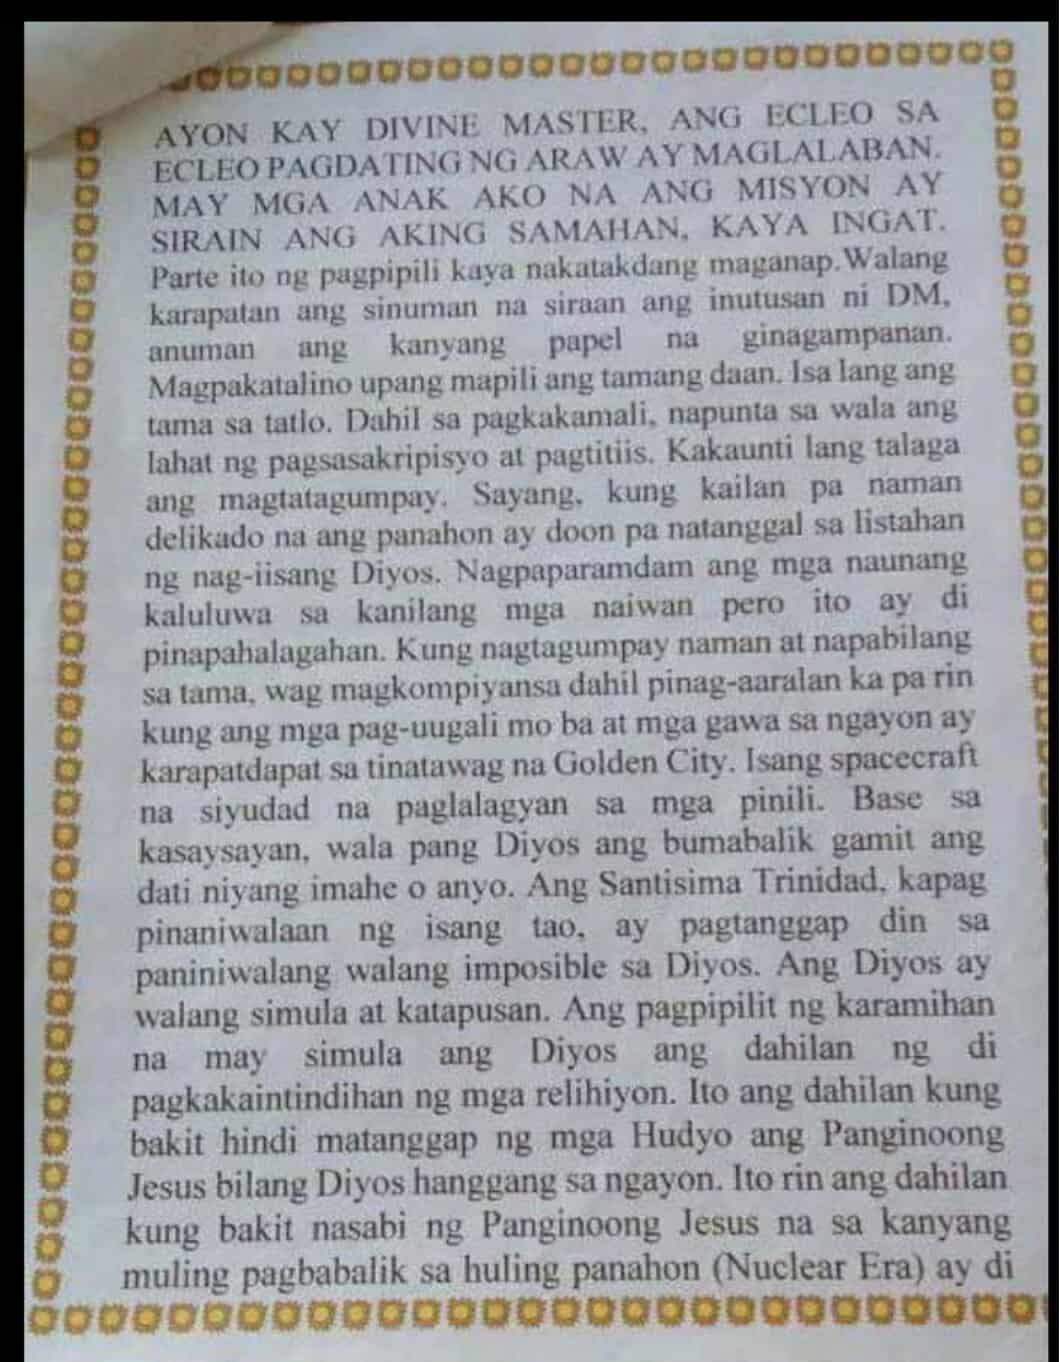 AYON KAY DIVINE MASTER, ANG ECLEO SA
ECLEO PAGDATING NG ARAW AY MAGLALABAN.
MAY MGA ANAK AKO NA ANG MISYON AY
SIRAIN ANG AKING SAMAHAN, KAYA INGAT.
Parte ito ng pagpipili kaya nakatakdang maganap.Walang
karapatan ang sinuman na siraan ang inutusan ni DM,
anuman ang kanyang papel na ginagampanan.
Magpakatalino upang mapili ang tamang daan. Isa lang ang
tama sa tatlo. Dahil sa pagkakamali, napunta sa wala ang
lahat ng pagsasakripisyo at pagtitiis. Kakaunti lang talaga
ang magtatagumpay. Sayang, kung kailan pa naman
delikado na ang panahon ay doon pa natanggal sa listahan
ng nag-iisang Diyos. Nagpaparamdam ang mga naunang
kaluluwa sa kanilang mga naiwan pero ito ay di
pinapahalagahan. Kung nagtagumpay naman at napabilang
sa tama, wag magkompiyansa dahil pinag-aaralan ka pa rin
kung ang mga pag-uugali mo ba at mga gawa sa ngayon ay
karapatdapat sa tinatawag na Golden City. Isang spacecraft
na siyudad na paglalagyan sa mga pinili. Base sa
kasaysayan, wala pang Diyos ang bumabalik gamit ang
dati niyang imahe o anyo. Ang Santisima Trinidad, kapag
pinaniwalaan ng isang tao, ay pagtanggap din sa
paniniwalang walang imposible sa Diyos. Ang Diyos ay
walang simula at katapusan. Ang pagpipilit ng karamihan
na may simula ang Diyos ang dahilan ng di
pagkakaintindihan ng mga relihiyon. Ito ang dahilan kung
bakit hindi matanggap ng mga Hudyo ang Panginoong
Jesus bilang Diyos hanggang sa ngayon. Ito rin ang dahilan
kung bakit nasabi ng Panginoong Jesus na sa kanyang
muling pagbabalik sa huling panahon (Nuclear Era) ay di